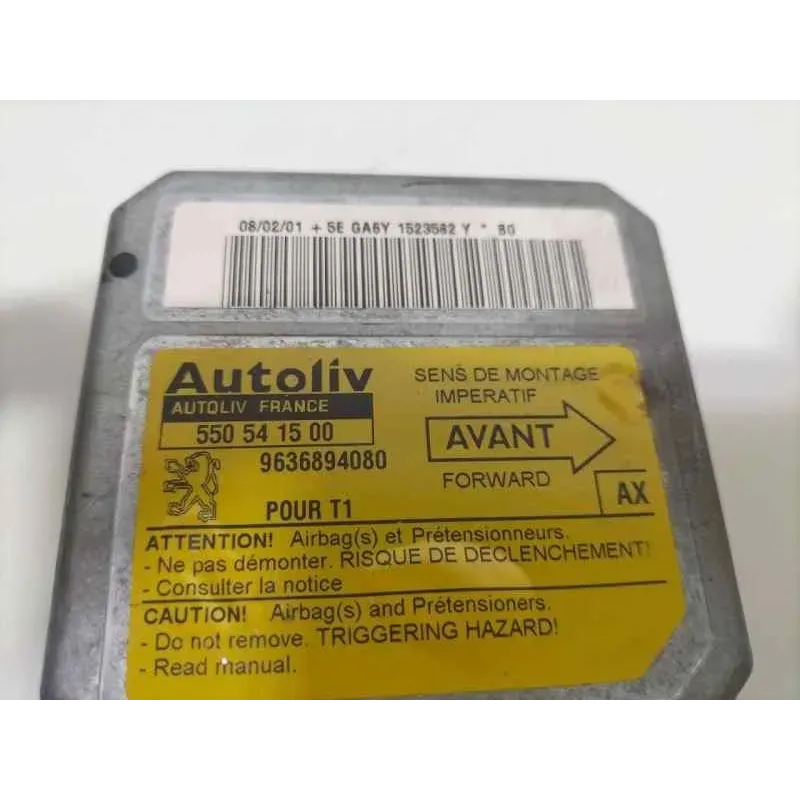 08/02/01 + 5E GA6Y 1523582 Y * 80
Autoliv
AUTOLIV FRANCE
550 54 15 00
9636894080
POUR T1
SENS DE MONTAGE
IMPERATIF
AVANT
FORWARD
AX
ATTENTION! Airbag(s) et Prétensionneurs.
- Ne pas démonter. RISQUE DE DECLENCHEMENT!
- Consulter la notice
CAUTION! Airbag(s) and Prétensioners.
- Do not remove. TRIGGERING HAZARD!
- Read manual.